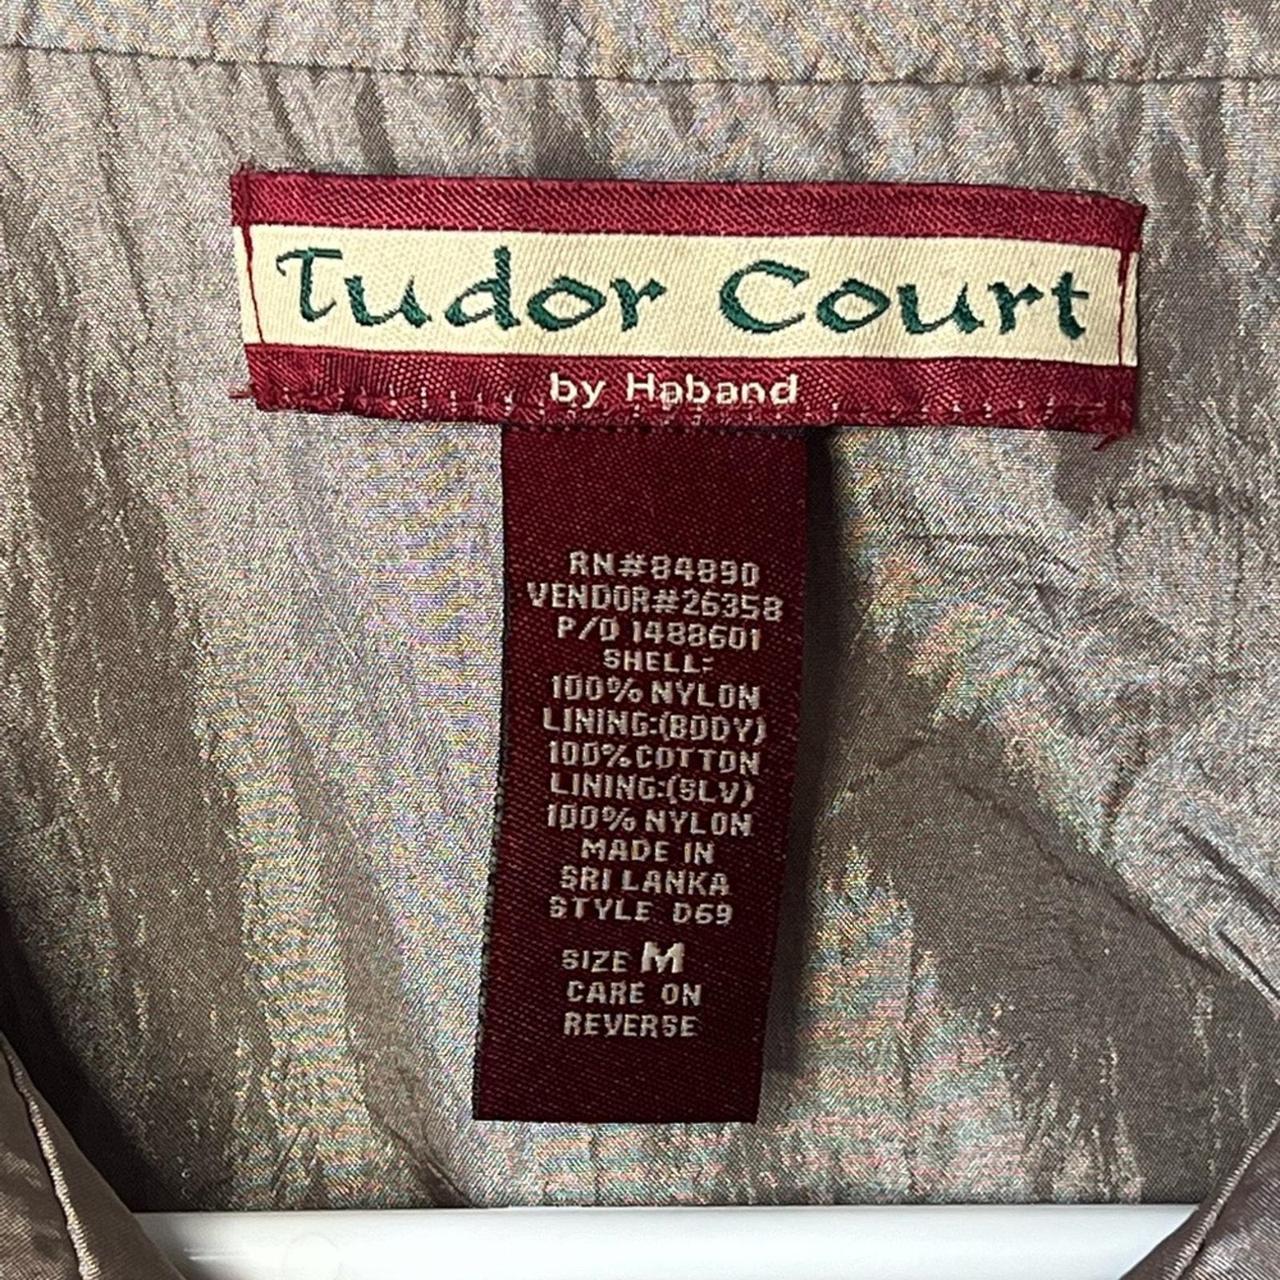 Tudor Court
by Haband
RN#84890
VENDOR#26358
P/O 1488601
SHELL:
100% NYLON
LINING:(BODY)
100%COTTON
LINING:(SLV)
100% NYLON
MADE IN
SRI LANKA
STYLE D69
SIZE M
CARE ON
REVERSE